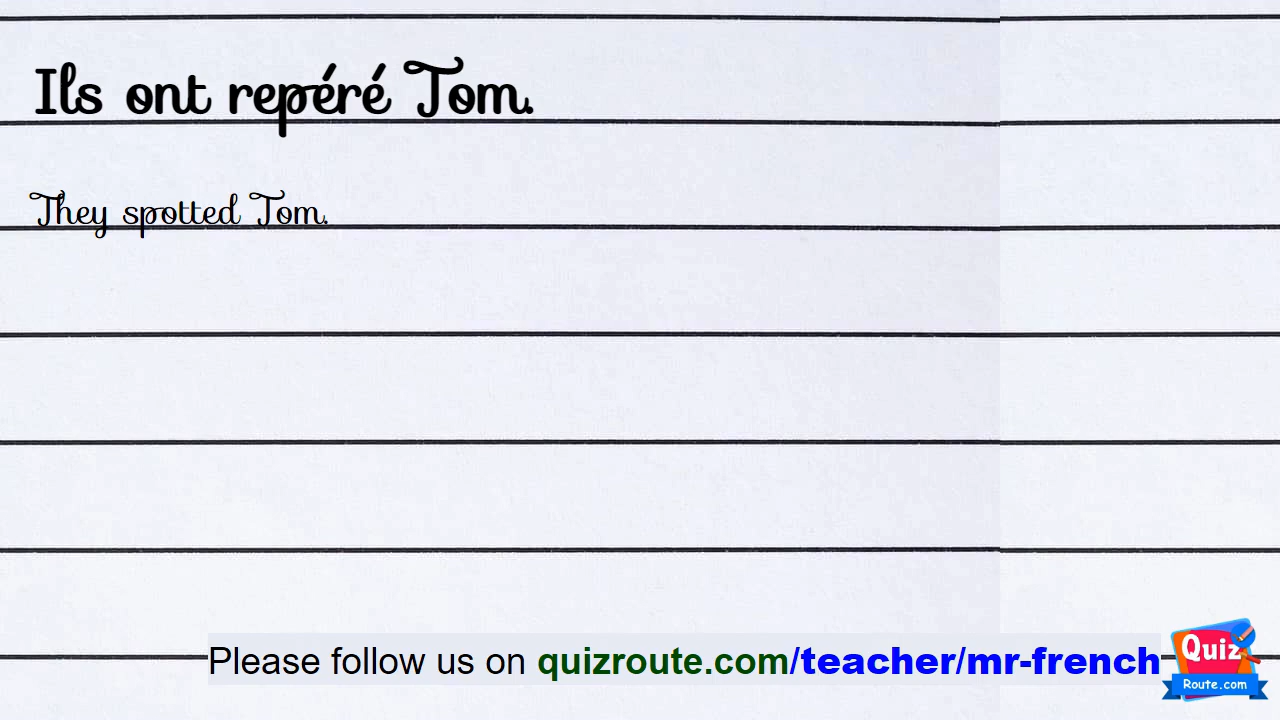 Ils ont repéré Tom.
They spotted Tom.
Please follow us on quizroute.com/teacher/mr-french
Quiz
Route.com